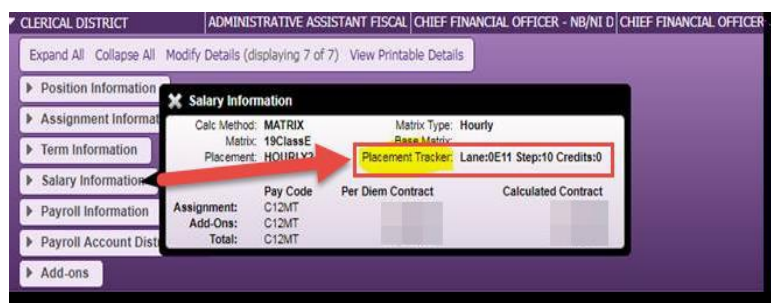 CLERICAL DISTRICT ADMINISTRATIVE ASSISTANT FISCAL CHIEF FINANCIAL OFFICER - NB/NI D CHIEF FINANCIAL OFFICER
Expand All Collapse All Modify Details (displaying 7 of 7) View Printable Details
Position Information
Salary Information
Assignment Informat
Calc Method: MATRIX Matrix Type: Hourly
Matrix: 19ClassE Base Matrix:
Term Information
Placement: HOURLY2 Placement Tracker: Lane:0E11 Step:10 Credits:0
Salary Information
Pay Code Per Diem Contract Calculated Contract
Payroll Information
Assignment: C12MT
Add-Ons: C12MT
Payroll Account Dist
Total: C12MT
Add-ons